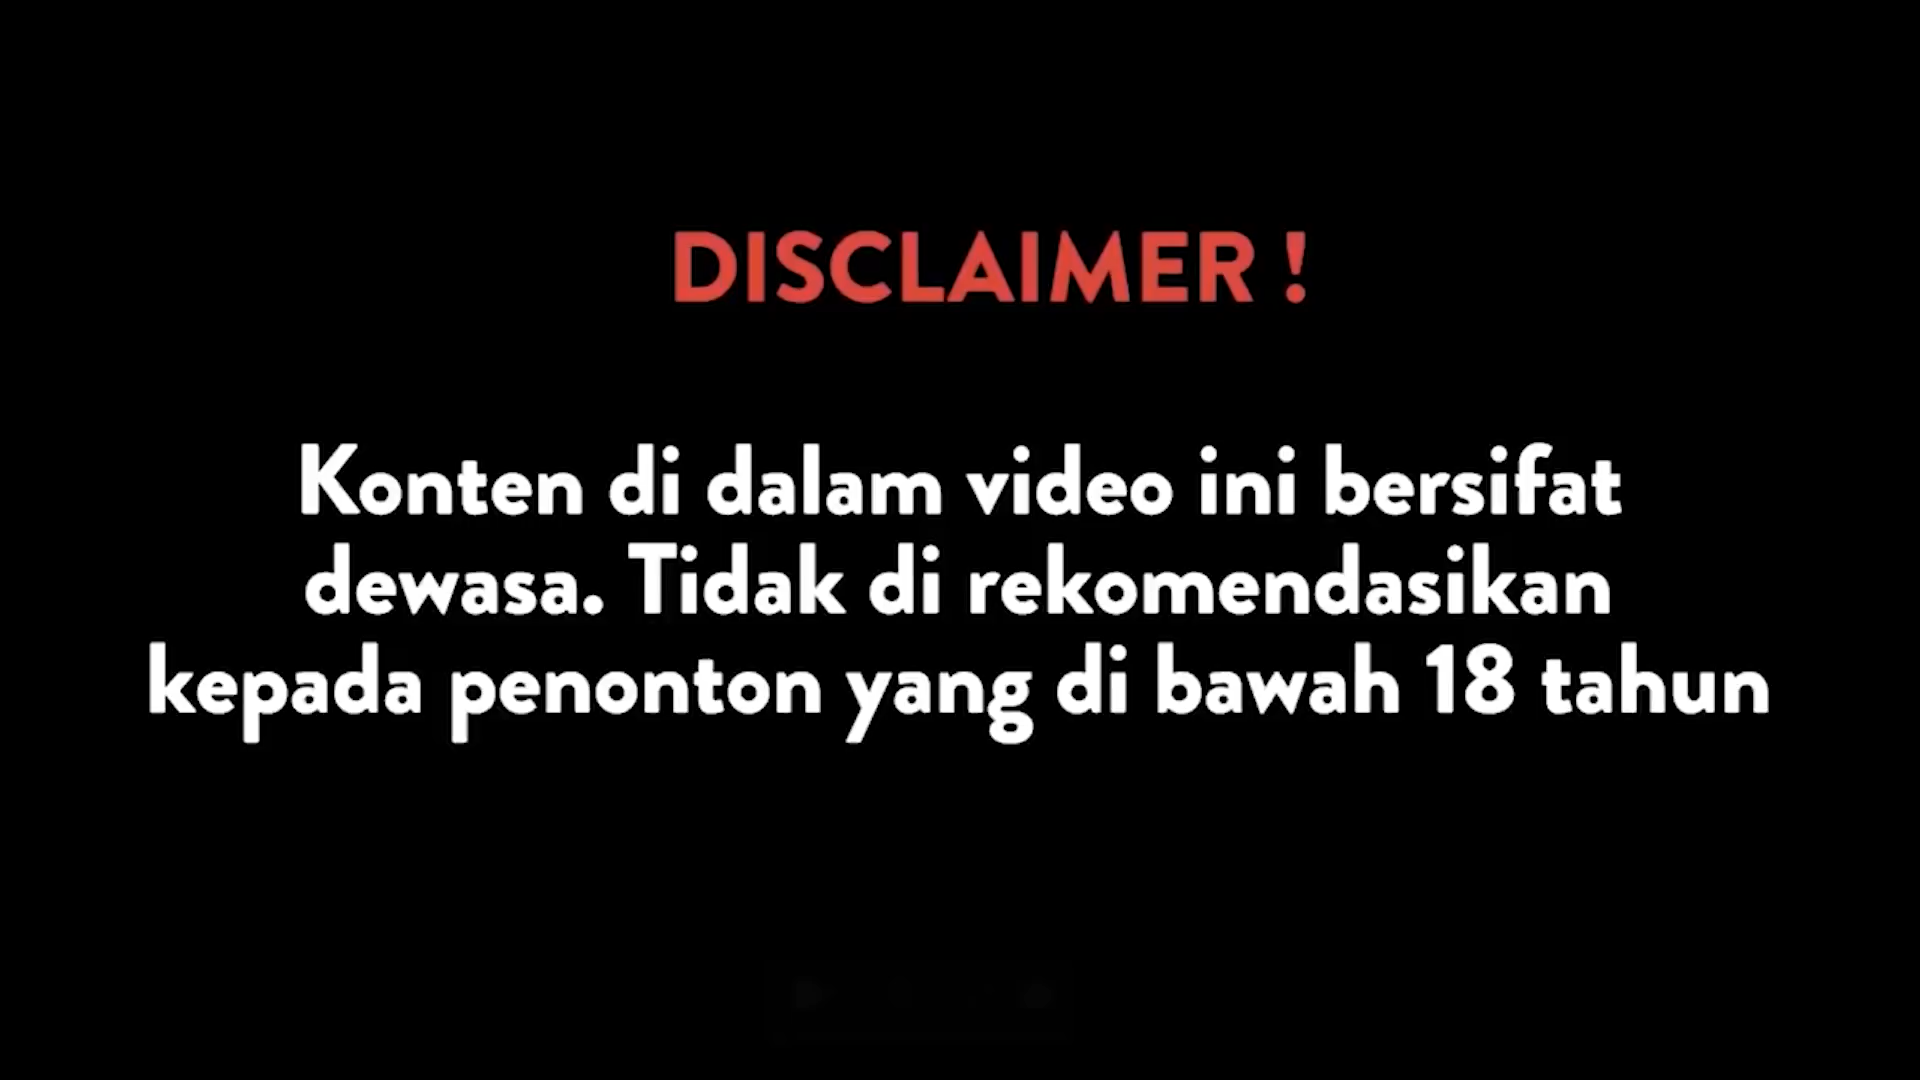 DISCLAIMER !
Konten di dalam video ini bersifat
dewasa. Tidak di rekomendasikan
kepada penonton yang di bawah 18 tahun